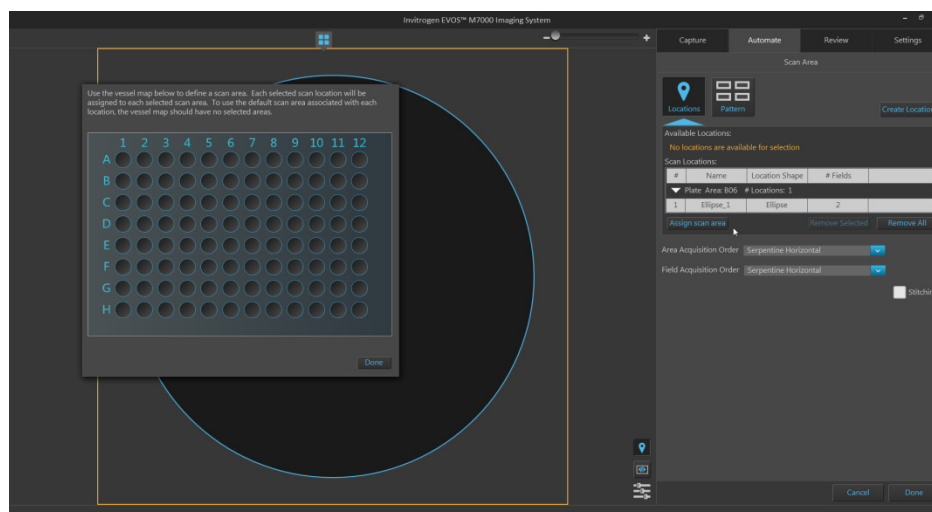 Invitrogen EVOS™ M7000 Imaging System
Capture Automate Review Settings
Scan Area
Locations Pattern
Create Location
Available Locations:
No locations are available for selection
Scan Locations:
# Name Location Shape # Fields
Plate Area: B06 # Locations: 1
1 Ellipse_1 Ellipse 2
Assign scan area Remove Selected Remove All
Area Acquisition Order Serpentine Horizontal
Field Acquisition Order Serpentine Horizontal
Stitchin
Cancel Done
Use the vessel map below to define a scan area. Each selected scan location will be
assigned to each selected scan area. To use the default scan area associated with each
location, the vessel map should have no selected areas.
1 2 3 4 5 6 7 8 9 10 11 12
A
B
C
D
E
F
G
H
Done